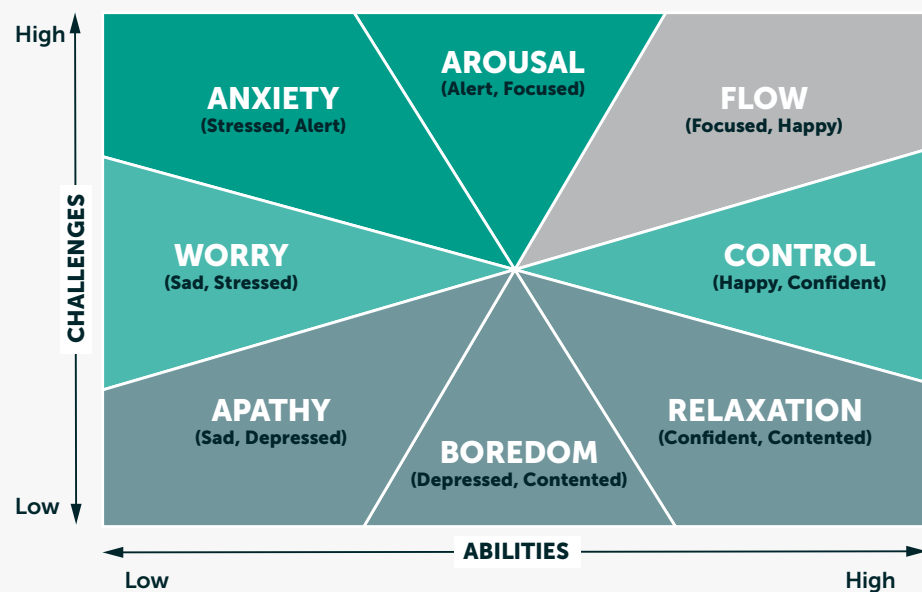 High
AROUSAL
(Alert, Focused)
ANXIETY
(Stressed, Alert)
FLOW
(Focused, Happy)
CHALLENGES
WORRY
(Sad, Stressed)
CONTROL
(Happy, Confident)
APATHY
(Sad, Depressed)
RELAXATION
(Confident, Contented)
BOREDOM
(Depressed, Contented)
Low
ABILITIES
Low
High